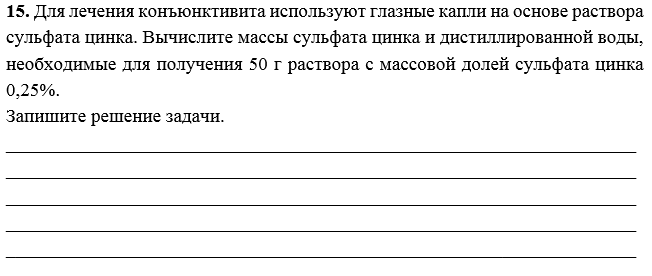 15. Для лечения конъюнктивита используют глазные капли на основе раствора
сульфата цинка. Вычислите массы сульфата цинка и дистиллированной воды,
необходимые для получения 50 г раствора с массовой долей сульфата цинка
0,25%.
Запишите решение задачи.